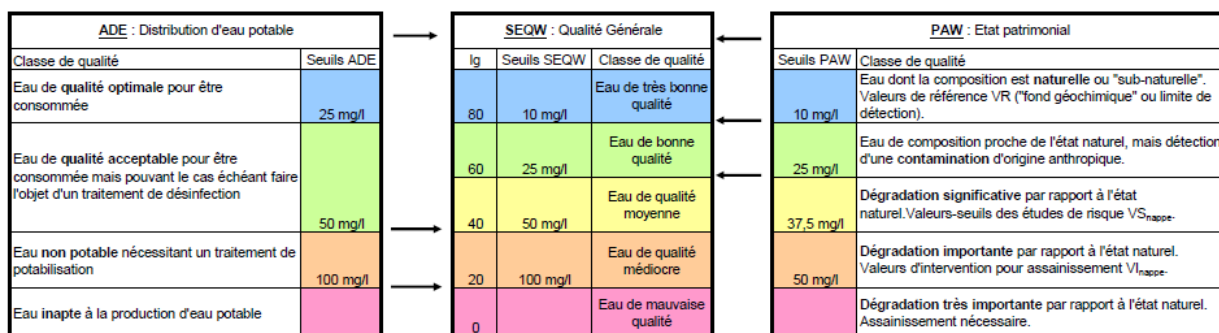 ADE : Distribution d'eau potable
Classe de qualité
Seuils ADE
Eau de qualité optimale pour être
consommée
25 mg/l
Eau de qualité acceptable pour être
consommée mais pouvant le cas échéant faire
l'objet d'un traitement de désinfection
50 mg/l
Eau non potable nécessitant un traitement de
potabilisation
100 mg/l
Eau inapte à la production d'eau potable
SEQW : Qualité Générale
Ig
Seuils SEQW
Classe de qualité
80
10 mg/l
Eau de très bonne
qualité
60
25 mg/l
Eau de bonne
qualité
40
50 mg/l
Eau de qualité
moyenne
20
100 mg/l
Eau de qualité
médiocre
0
Eau de mauvaise
qualité
PAW : Etat patrimonial
Seuils PAW
Classe de qualité
10 mg/l
Eau dont la composition est naturelle ou "sub-naturelle".
Valeurs de référence VR ("fond géochimique" ou limite de
détection).
25 mg/l
Eau de composition proche de l'état naturel, mais détection
d'une contamination d'origine anthropique.
37,5 mg/l
Dégradation significative par rapport à l'état
naturel.Valeurs-seuils des études de risque VSnappe.
50 mg/l
Dégradation importante par rapport à l'état naturel.
Valeurs d'intervention pour assainissement VInappe.
Dégradation très importante par rapport à l'état naturel.
Assainissement nécessaire.